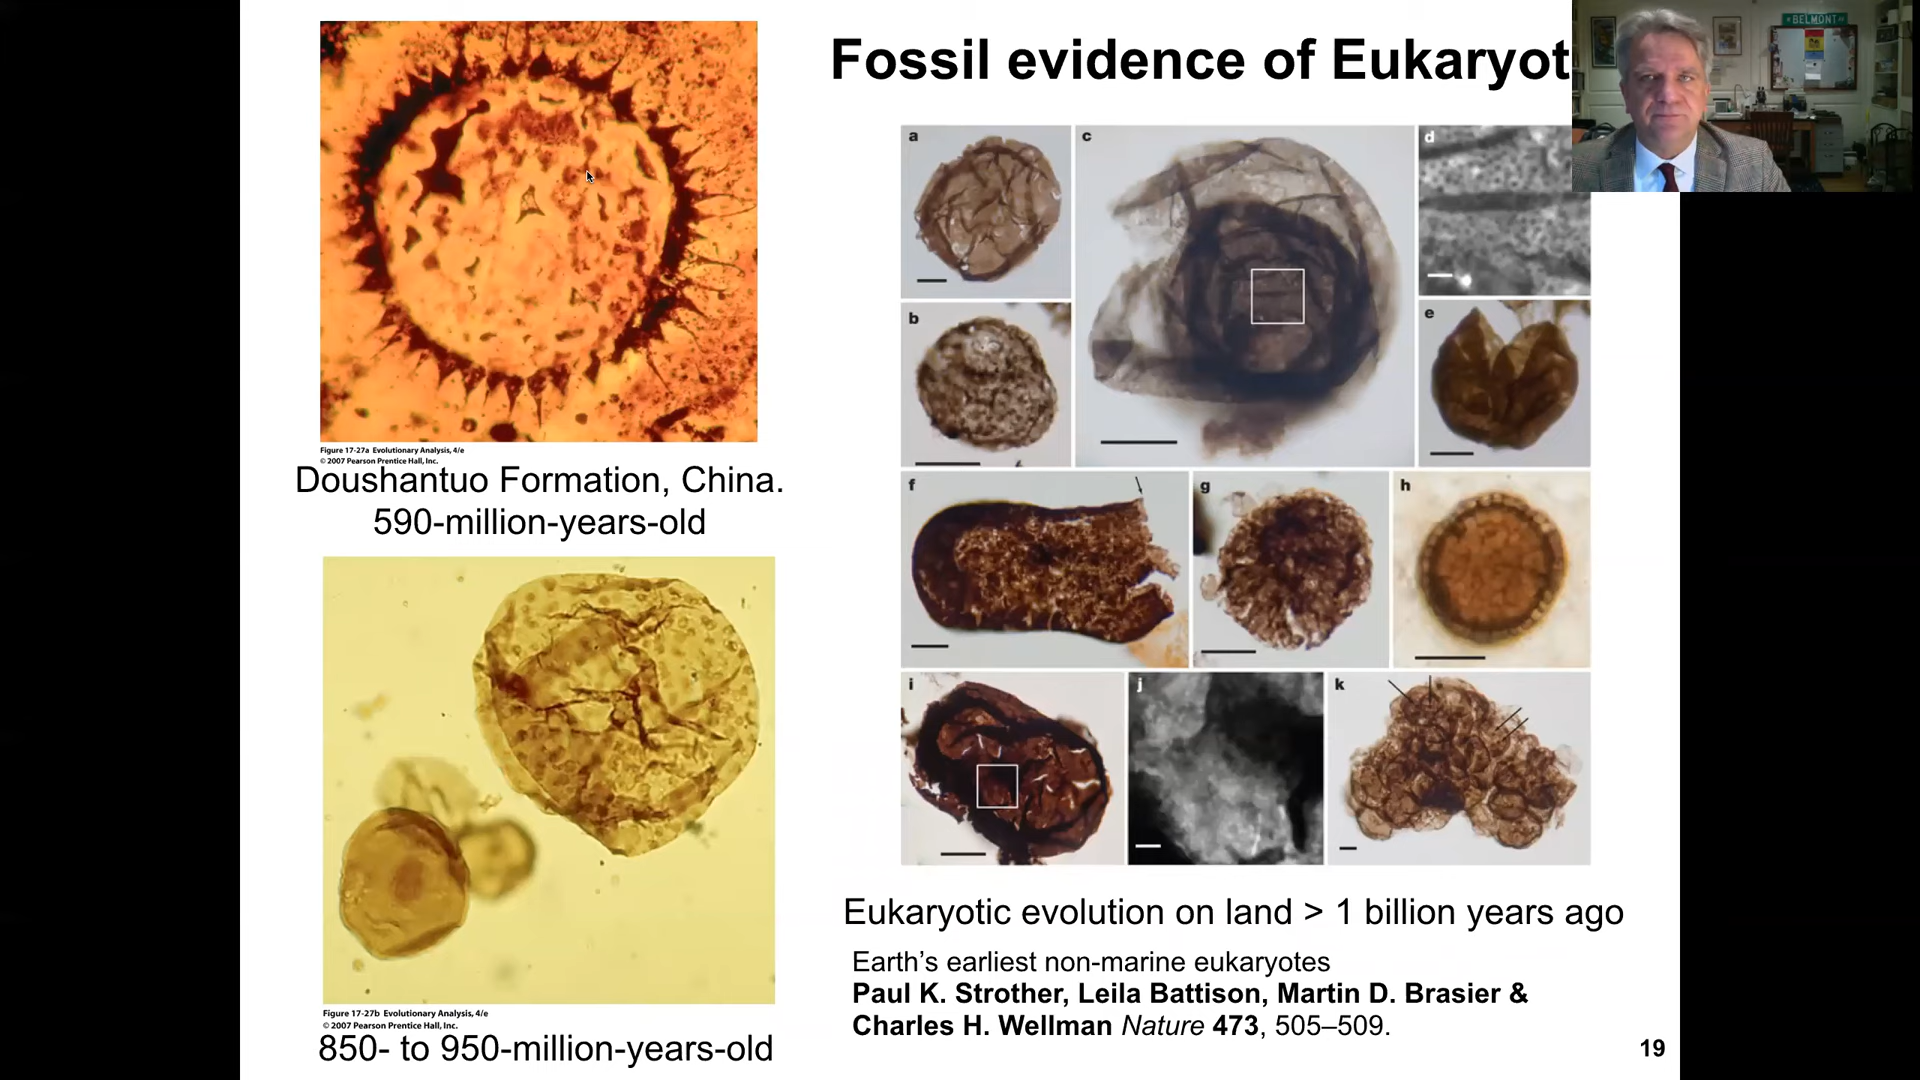 Fossil evidence of Eukaryot
BELMONT
a
b
c
d
e
f
g
h
i
j
k
Figure 17-27a Evolutionary Analysis, 4/e
© 2007 Pearson Prentice Hall, Inc.
Doushantuo Formation, China.
590-million-years-old
Figure 17-27b Evolutionary Analysis, 4/e
© 2007 Pearson Prentice Hall, Inc.
850- to 950-million-years-old
Eukaryotic evolution on land > 1 billion years ago
Earth’s earliest non-marine eukaryotes
Paul K. Strother, Leila Battison, Martin D. Brasier &
Charles H. Wellman Nature 473, 505–509.
19